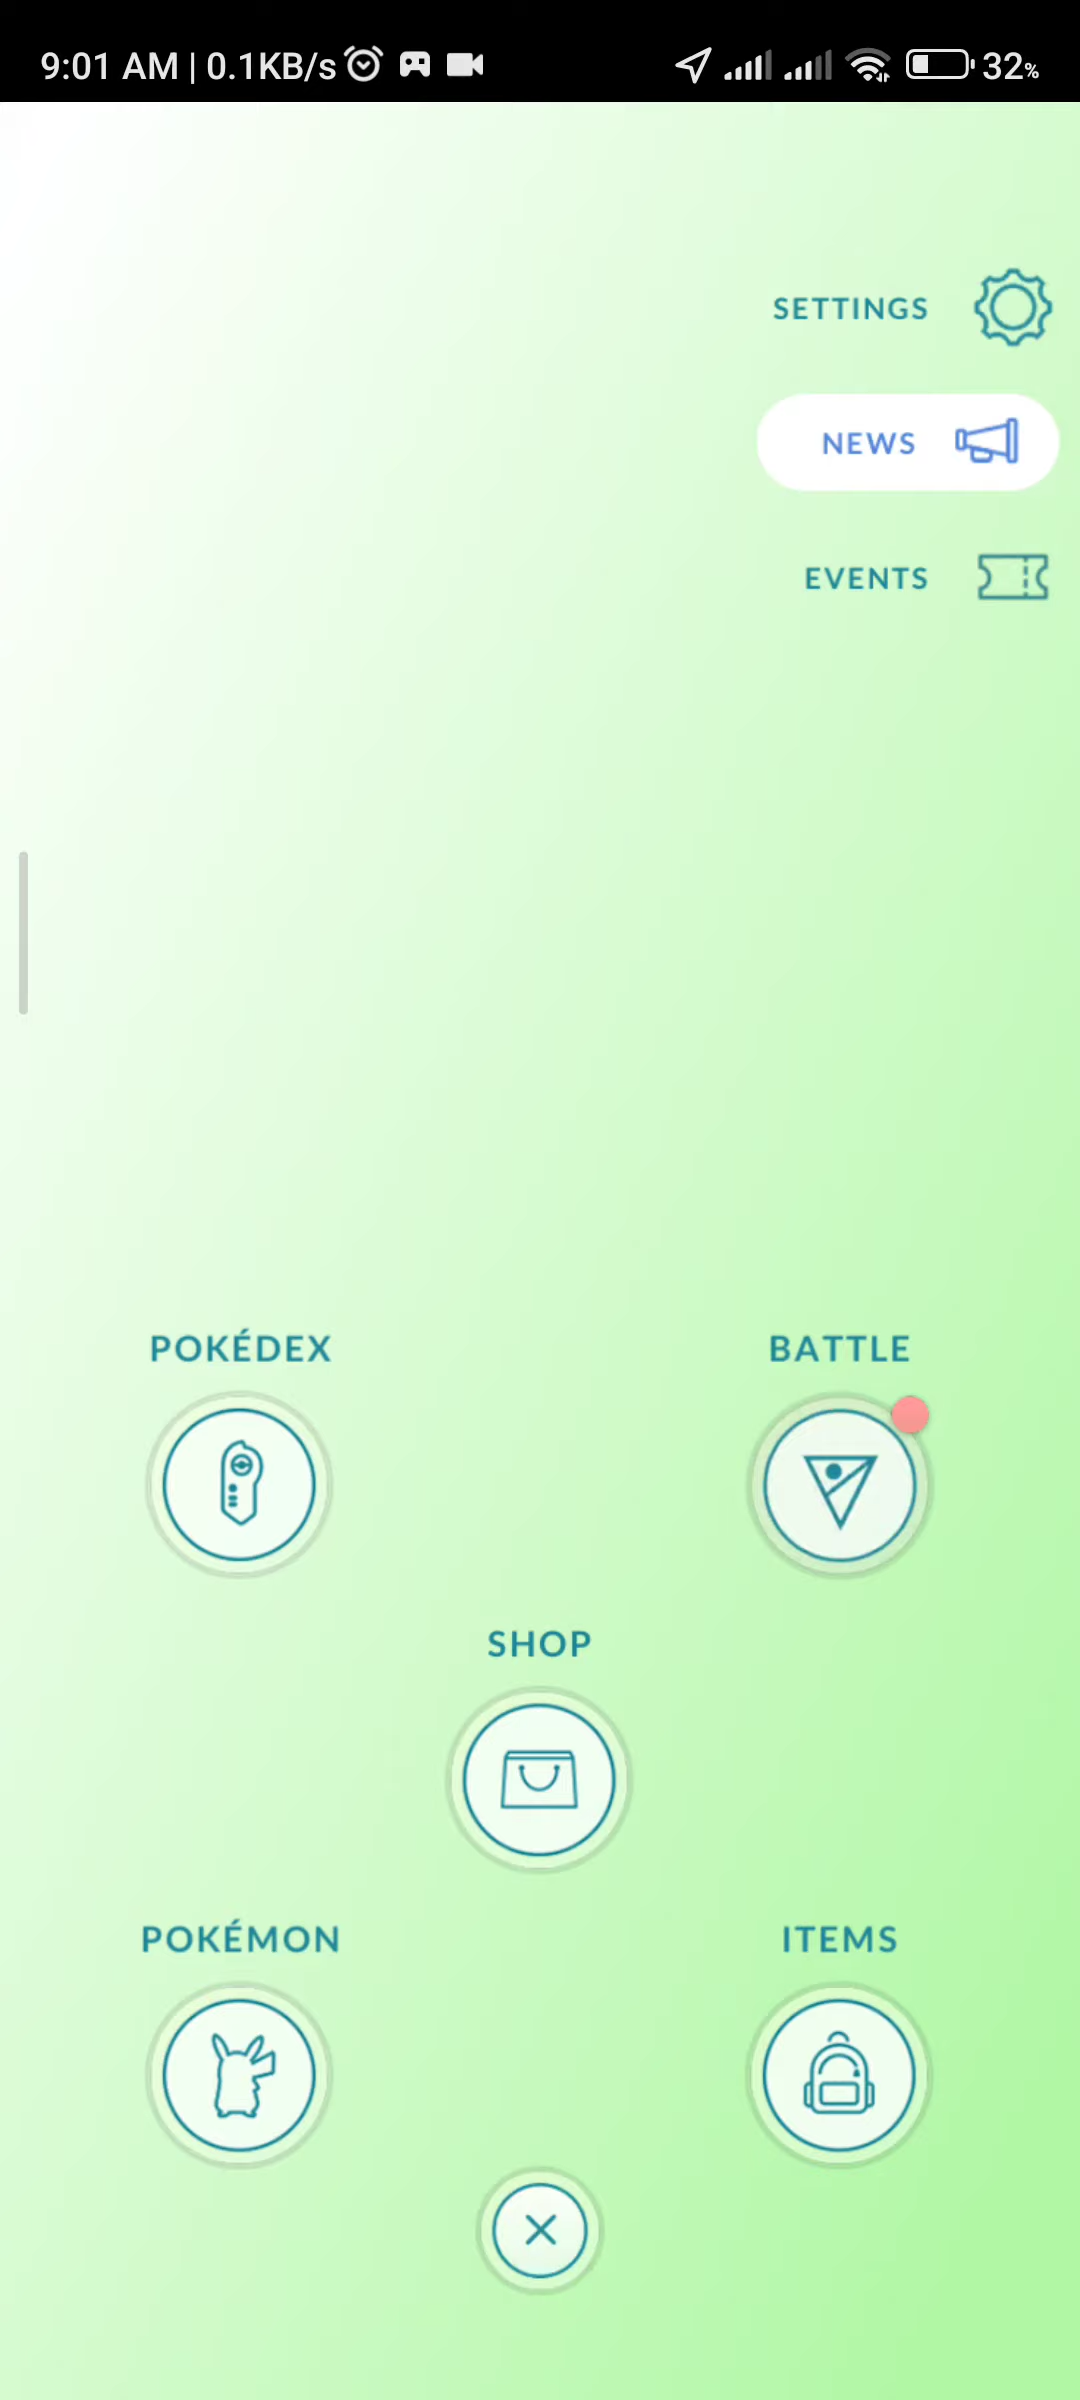 9:01 AM | 0.1KB/s 32%
SETTINGS
NEWS
EVENTS
POKÉDEX BATTLE
SHOP
POKÉMON ITEMS